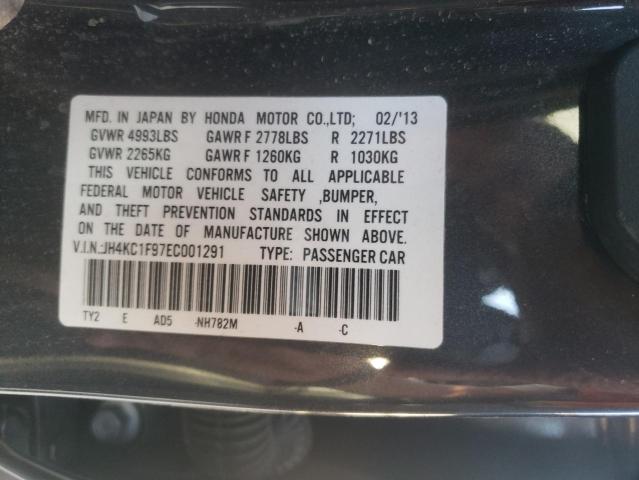 MFD. IN JAPAN BY HONDA MOTOR CO.,LTD; 02/'13
GVWR 4993LBS GAWR F 2778LBS R 2271LBS
GVWR 2265KG GAWR F 1260KG R 1030KG
THIS VEHICLE CONFORMS TO ALL APPLICABLE
FEDERAL MOTOR VEHICLE SAFETY ,BUMPER,
AND THEFT PREVENTION STANDARDS IN EFFECT
ON THE DATE OF MANUFACTURE SHOWN ABOVE.
V.I.N.:JH4KC1F97EC001291 TYPE: PASSENGER CAR
TY2 E AD5 -NH782M -A -C